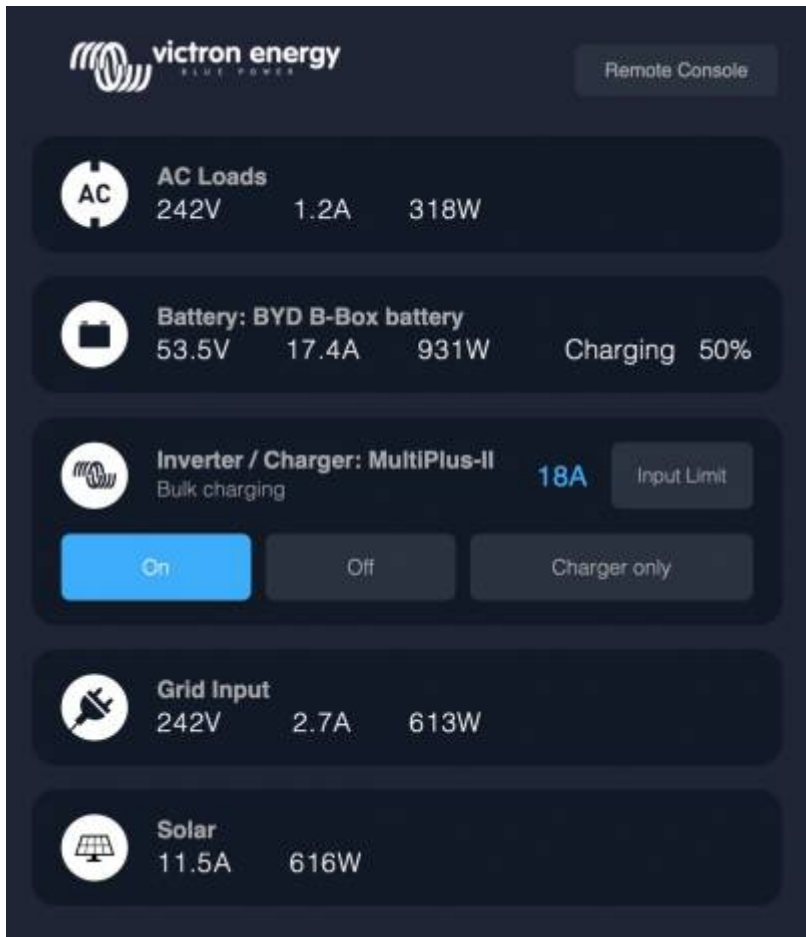 victron energy
BLUE POWER
Remote Console
AC
AC Loads
242V 1.2A 318W
Battery: BYD B-Box battery
53.5V 17.4A 931W Charging 50%
Inverter / Charger: MultiPlus-II
Bulk charging
18A Input Limit
On Off Charger only
Grid Input
242V 2.7A 613W
Solar
11.5A 616W